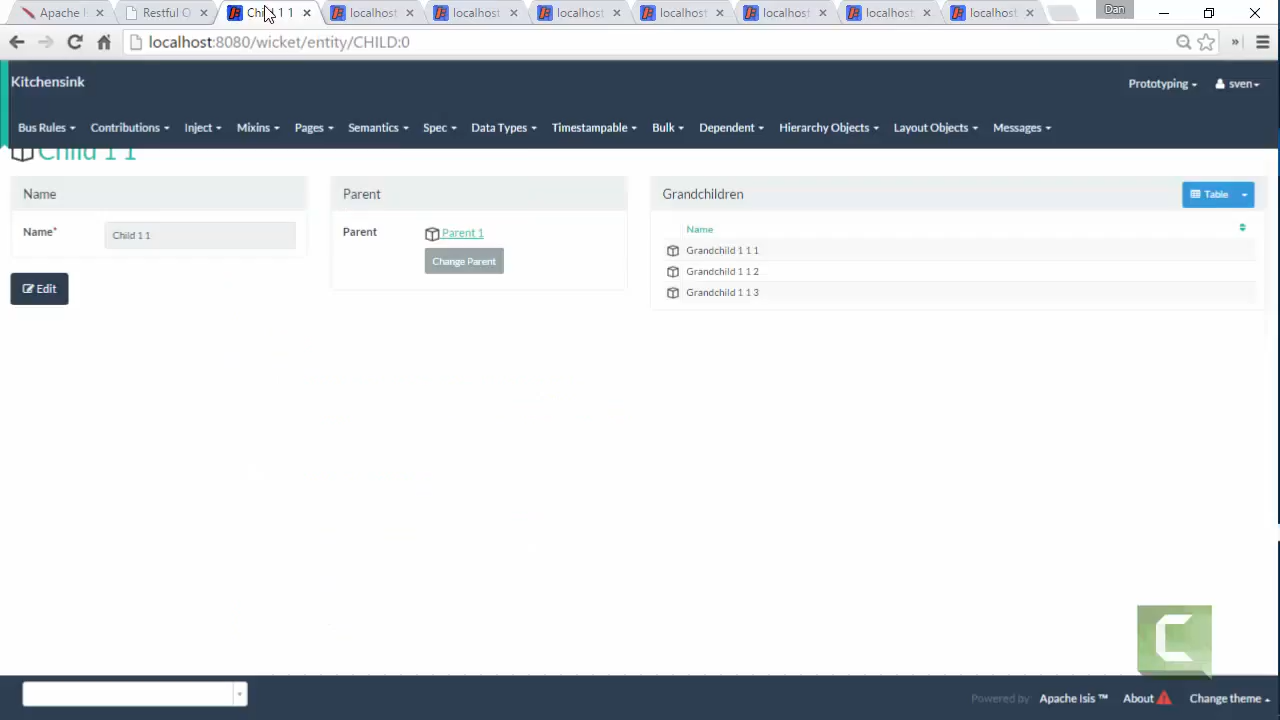 Apache I
Restful O
Chi 1 1
localhost
localhost
localhost
localhost
localhost
localhost
localhost
Dan
localhost:8080/wicket/entity/CHILD:0
Kitchensink
Prototyping
sven
Bus Rules
Contributions
Inject
Mixins
Pages
Semantics
Spec
Data Types
Timestampable
Bulk
Dependent
Hierarchy Objects
Layout Objects
Messages
Child 1 1
Name
Parent
Grandchildren
Table
Name*
Child 1 1
Parent
Parent 1
Change Parent
Name
Grandchild 1 1 1
Grandchild 1 1 2
Grandchild 1 1 3
Edit
Powered by: Apache Isis ™
About
Change theme